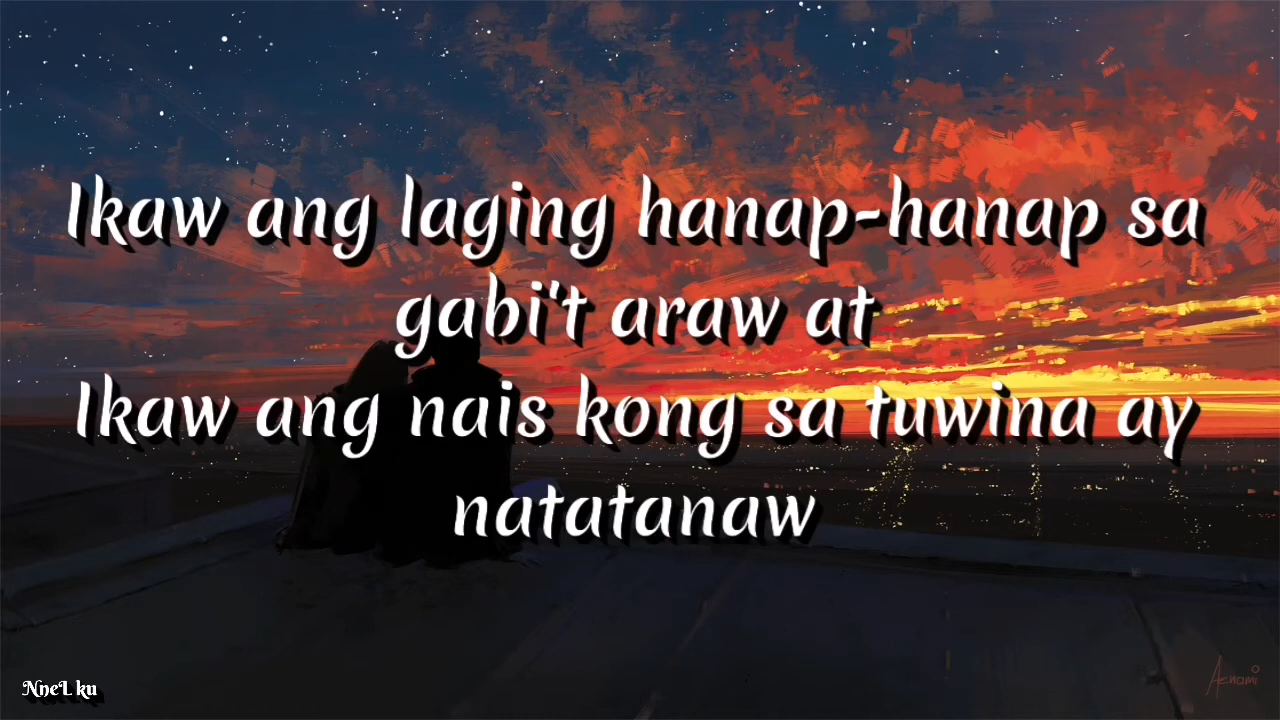 Ikaw ang laging hanap-hanap sa
gabi't araw at
Ikaw ang nais kong sa tuwina ay
natatanaw
NneL ku
Aenami